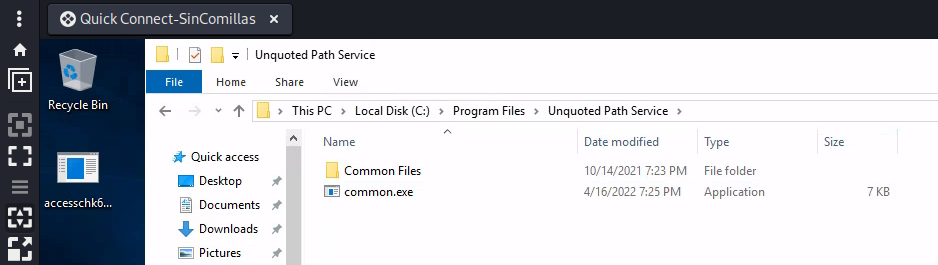 Quick Connect-SinComillas
Unquoted Path Service
File Home Share View
This PC Local Disk (C:) Program Files Unquoted Path Service
Recycle Bin
accesschk6...
Quick access
Desktop
Documents
Downloads
Pictures
Name Date modified Type Size
Common Files 10/14/2021 7:23 PM File folder
common.exe 4/16/2022 7:25 PM Application 7 KB